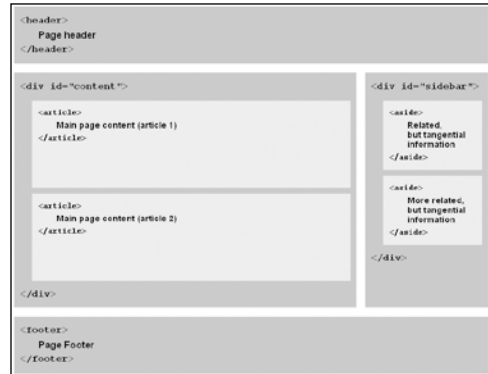 <header>
Page header
</header>
<div id="content">
<article>
Main page content (article 1)
</article>
<article>
Main page content (article 2)
</article>
</div>
<div id="sidebar">
<aside>
Related,
but tangential
information
</aside>
<aside>
More related,
but tangential
information
</aside>
</div>
<footer>
Page Footer
</footer>